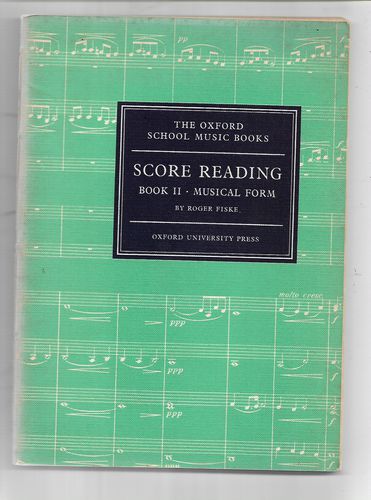 pp
THE OXFORD
SCHOOL MUSIC BOOKS
SCORE READING
BOOK II · MUSICAL FORM
BY ROGER FISKE
OXFORD UNIVERSITY PRESS
molto cresc.
ppp
ppp
ppp
ppp